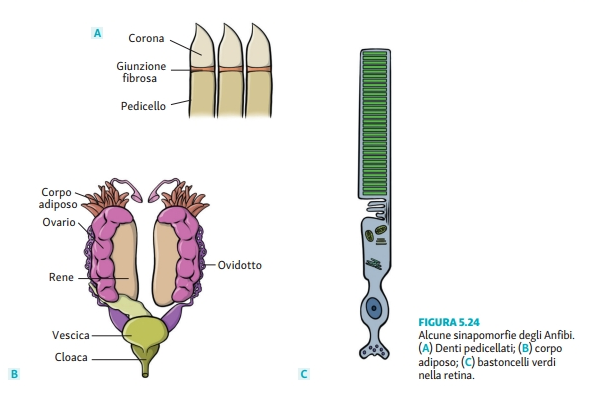 A
Corona
Giunzione
fibrosa
Pedicello
Corpo
adiposo
Ovario
Rene
Ovidotto
Vescica
Cloaca
B
C
FIGURA 5.24
Alcune sinapomorfie degli Anfibi.
(A) Denti pedicellati; (B) corpo
adiposo; (C) bastoncelli verdi
nella retina.